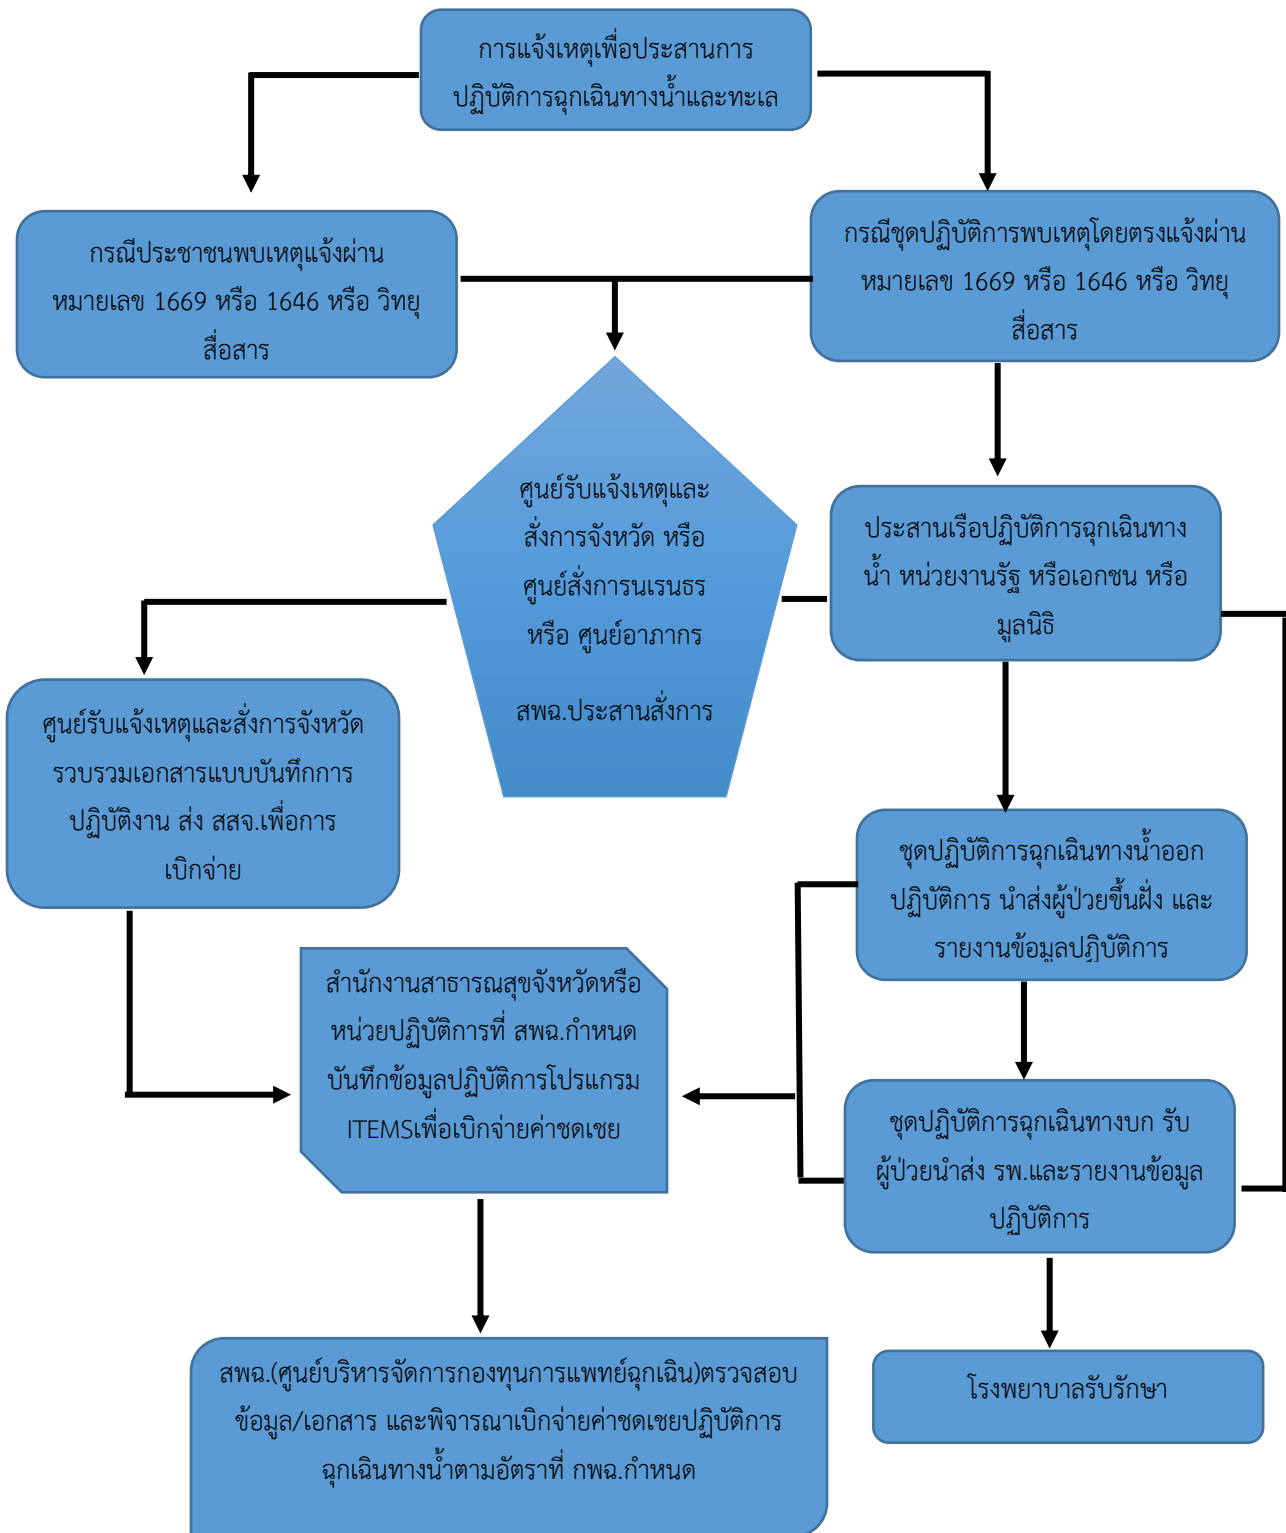 การแจ้งเหตุเพื่อประสานการ
ปฏิบัติการฉุกเฉินทางน้ำและทะเล
กรณีประชาชนพบเหตุแจ้งผ่าน
หมายเลข 1669 หรือ 1646 หรือ วิทยุ
สื่อสาร
กรณีชุดปฏิบัติการพบเหตุโดยตรงแจ้งผ่าน
หมายเลข 1669 หรือ 1646 หรือ วิทยุ
สื่อสาร
ศูนย์รับแจ้งเหตุและ
สั่งการจังหวัด หรือ
ศูนย์สั่งการนเรนธร
หรือ ศูนย์อาภากร
สพฉ.ประสานสั่งการ
ประสานเรือปฏิบัติการฉุกเฉินทาง
น้ำ หน่วยงานรัฐ หรือเอกชน หรือ
มูลนิธิ
ศูนย์รับแจ้งเหตุและสั่งการจังหวัด
รวบรวมเอกสารแบบบันทึกการ
ปฏิบัติงาน ส่ง สสจ.เพื่อการ
เบิกจ่าย
ชุดปฏิบัติการฉุกเฉินทางน้ำออก
ปฏิบัติการ นำส่งผู้ป่วยขึ้นฝั่ง และ
รายงานข้อมูลปฏิบัติการ
สำนักงานสาธารณสุขจังหวัดหรือ
หน่วยปฏิบัติการที่ สพฉ.กำหนด
บันทึกข้อมูลปฏิบัติการโปรแกรม
ITEMSเพื่อเบิกจ่ายค่าชดเชย
ชุดปฏิบัติการฉุกเฉินทางบก รับ
ผู้ป่วยนำส่ง รพ.และรายงานข้อมูล
ปฏิบัติการ
สพฉ.(ศูนย์บริหารจัดการกองทุนการแพทย์ฉุกเฉิน)ตรวจสอบ
ข้อมูล/เอกสาร และพิจารณาเบิกจ่ายค่าชดเชยปฏิบัติการ
ฉุกเฉินทางน้ำตามอัตราที่ กพฉ.กำหนด
โรงพยาบาลรับรักษา